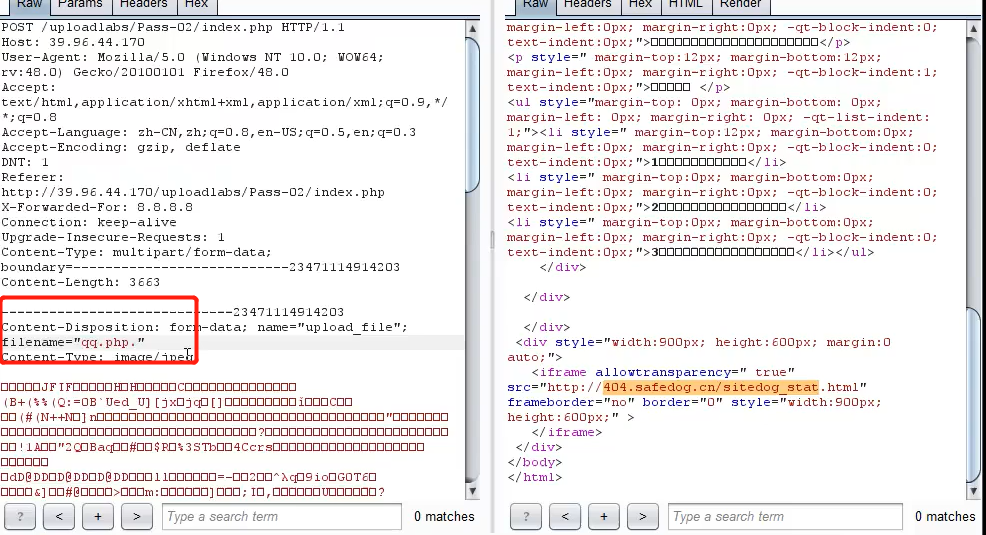 Raw Params Headers Hex
POST /uploadlabs/Pass-02/index.php HTTP/1.1
Host: 39.96.44.170
User-Agent: Mozilla/5.0 (Windows NT 10.0; WOW64;
rv:48.0) Gecko/20100101 Firefox/48.0
Accept:
text/html,application/xhtml+xml,application/xml;q=0.9,*/
*;q=0.8
Accept-Language: zh-CN,zh;q=0.8,en-US;q=0.5,en;q=0.3
Accept-Encoding: gzip, deflate
DNT: 1
Referer:
http://39.96.44.170/uploadlabs/Pass-02/index.php
X-Forwarded-For: 8.8.8.8
Connection: keep-alive
Upgrade-Insecure-Requests: 1
Content-Type: multipart/form-data;
boundary=---------------------------23471114914203
Content-Length: 3663
-----------------------------23471114914203
Content-Disposition: form-data; name="upload_file";
filename="qq.php."
Content-Type: image/jpeg
? < + > Type a search term 0 matches
Raw Headers Hex HTML Render
margin-left:0px; margin-right:0px; -qt-block-indent:0;
text-indent:0px;"></p>
<p style=" margin-top:12px; margin-bottom:12px;
margin-left:0px; margin-right:0px; -qt-block-indent:1;
text-indent:0px;"> </p>
<ul style="margin-top: 0px; margin-bottom: 0px;
margin-left: 0px; margin-right: 0px; -qt-list-indent:
1;"><li style=" margin-top:12px; margin-bottom:0px;
margin-left:0px; margin-right:0px; -qt-block-indent:0;
text-indent:0px;">1</li>
<li style=" margin-top:0px; margin-bottom:0px;
margin-left:0px; margin-right:0px; -qt-block-indent:0;
text-indent:0px;">2</li>
<li style=" margin-top:0px; margin-bottom:0px;
margin-left:0px; margin-right:0px; -qt-block-indent:0;
text-indent:0px;">3</li></ul>
</div>
</div>
</div>
<div style="width:900px; height:600px; margin:0
auto;">
<iframe allowtransparency=" true"
src="http://404.safedog.cn/sitedog_stat.html"
frameborder="no" border="0" style="width:900px;
height:600px;" >
</iframe>
</div>
</body>
</html>
? < + > Type a search term 0 matches